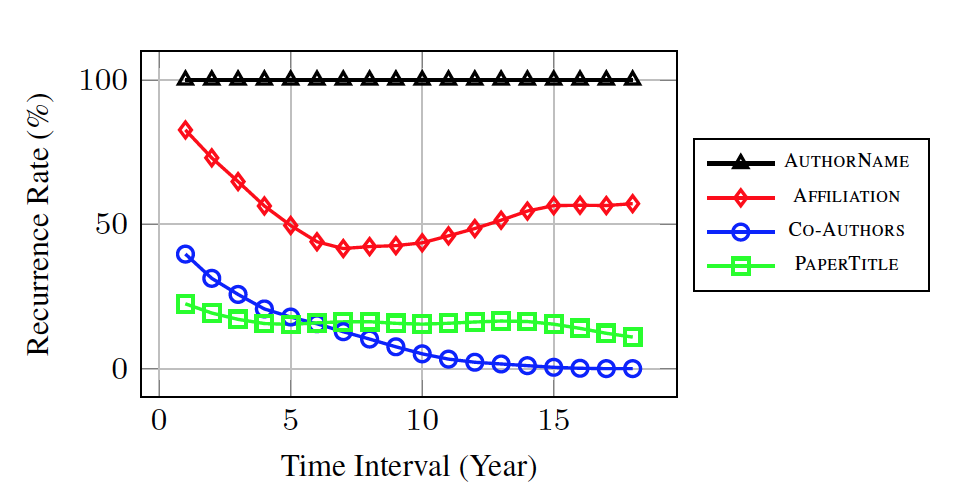 100
50
0
0 5 10 15
Recurrence Rate (%)
Time Interval (Year)
AUTHORNAME
AFFILIATION
CO-AUTHORS
PAPERTITLE